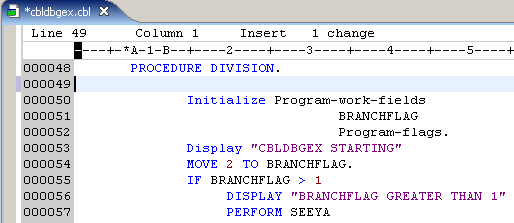 *cbldbgex.cbl
Line 49 Column 1 Insert 1 change
----+-*A-1-B--+----2----+----3----+----4----+----5----+
000048 PROCEDURE DIVISION.
000049
000050 Initialize Program-work-fields
000051 BRANCHFLAG
000052 Program-flags.
000053 Display "CBLDBGEX STARTING"
000054 MOVE 2 TO BRANCHFLAG.
000055 IF BRANCHFLAG > 1
000056 DISPLAY "BRANCHFLAG GREATER THAN 1"
000057 PERFORM SEEYA